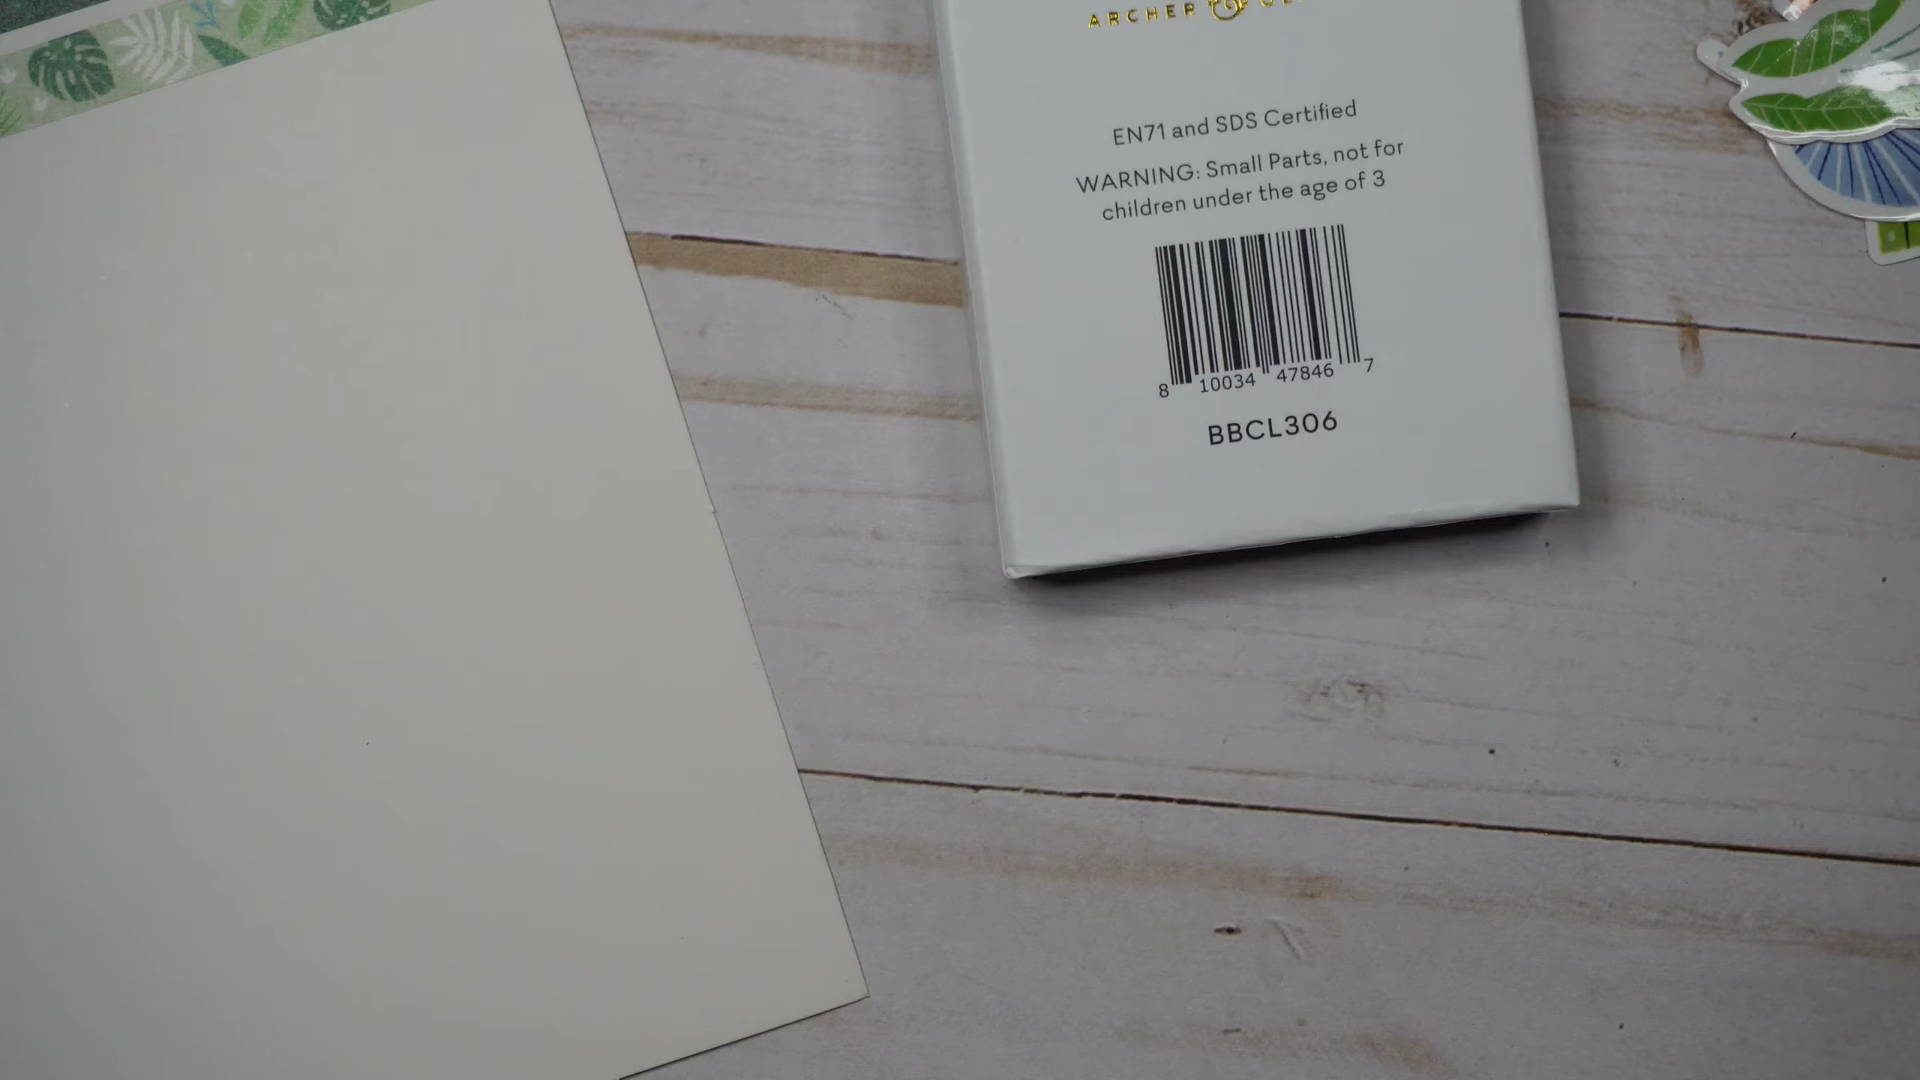 ARCHER &
EN71 and SDS Certified
WARNING: Small Parts, not for
children under the age of 3
8 10034 47846 7
BBCL306